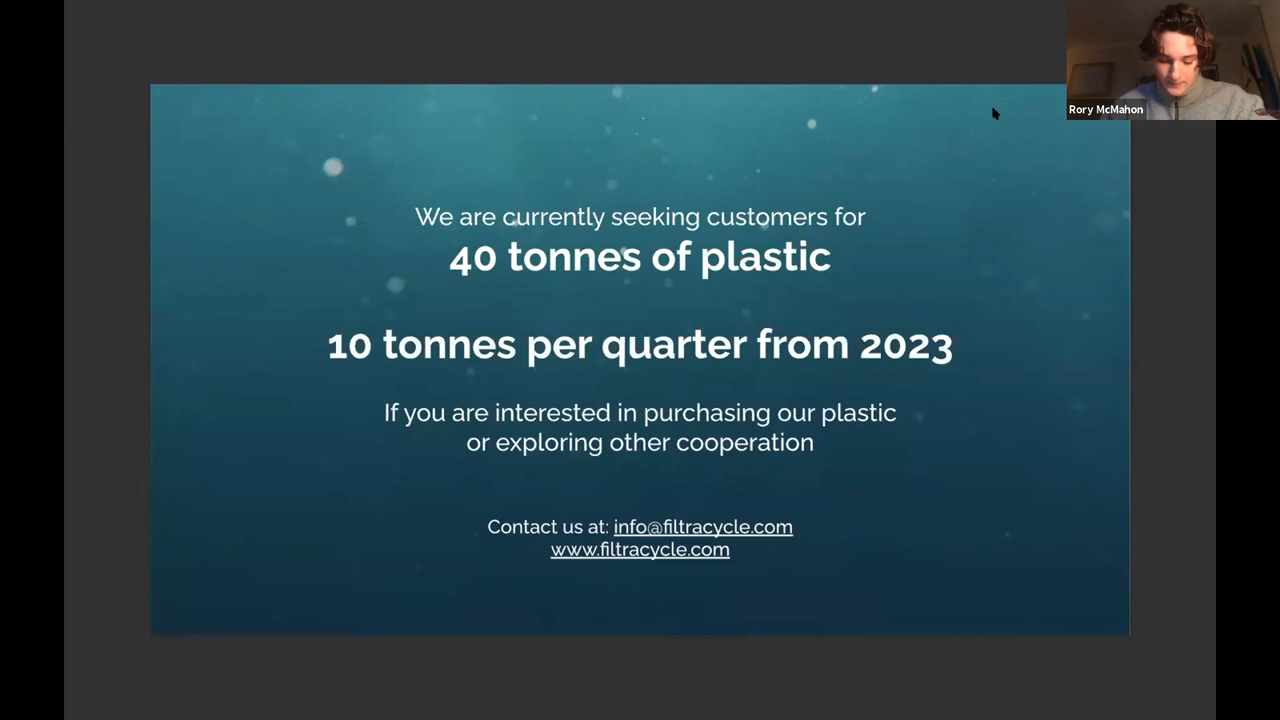 Rory McMahon
We are currently seeking customers for
40 tonnes of plastic
10 tonnes per quarter from 2023
If you are interested in purchasing our plastic
or exploring other cooperation
Contact us at: info@filtracycle.com
www.filtracycle.com